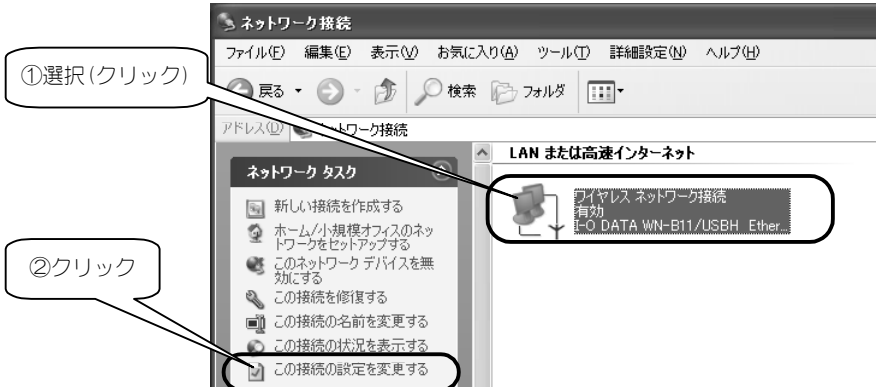 ネットワーク接続
ファイル(F) 編集(E) 表示(V) お気に入り(A) ツール(T) 詳細設定(N) ヘルプ(H)
①選択(クリック)
戻る 検索 フォルダ
アドレス(D) ネットワーク接続
LAN または高速インターネット
ネットワーク タスク
ワイヤレス ネットワーク接続
有効
I-O DATA WN-B11/USBH Ether...
新しい接続を作成する
ホーム/小規模オフィスのネッ
トワークをセットアップする
②クリック
このネットワーク デバイスを無
効にする
この接続を修復する
この接続の名前を変更する
この接続の状況を表示する
この接続の設定を変更する